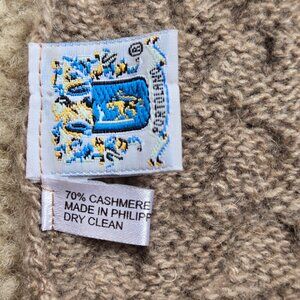 ®
PORTOLANO
70% CASHMERE
MADE IN PHILIPP
DRY CLEAN